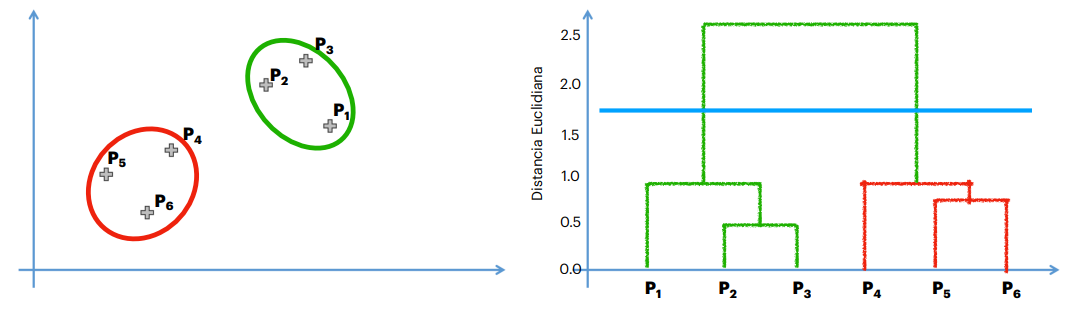 P3
P2
P1
P4
P5
P6
Distancia Euclidiana
2.5
2.0
1.5
1.0
0.5
0.0
P1 P2 P3 P4 P5 P6